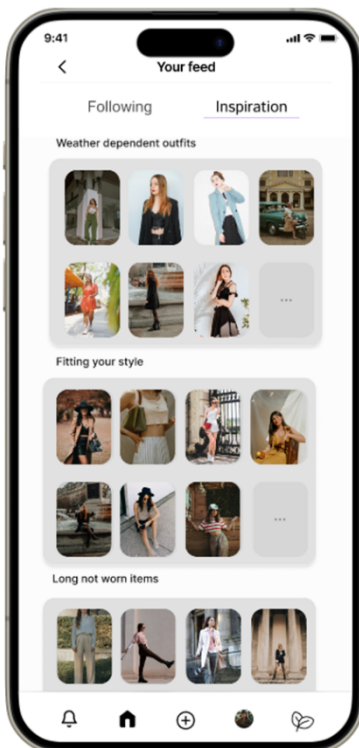 9:41
Your feed
Following Inspiration
Weather dependent outfits
...
Fitting your style
...
Long not worn items